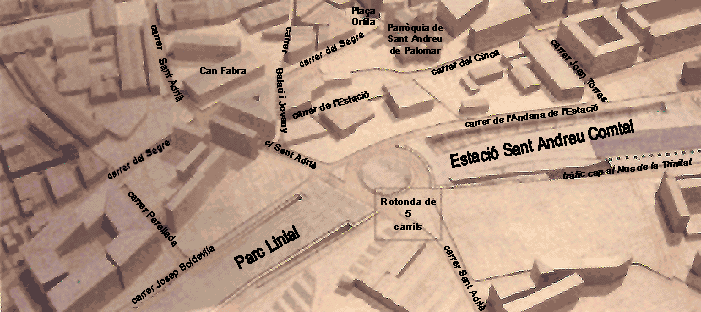 Plaça
Orfila
Parròquia de
Sant Andreu
de Palomar
carrer Sant Adrià
carrer del Segre
carrer Balari i Jovany
Can Fabra
carrer del Cinca
carrer Joan Torras
carrer de l'Estació
carrer de l'Andana de l'Estació
Estació Sant Andreu Comtal
tràfic cap al Nus de la Trinitat
c/ Sant Adrià
carrer del Segre
carrer Parellada
Rotonda de
5
carrils
Parc Linial
carrer Josep Soldevila
carrer Sant Adrià